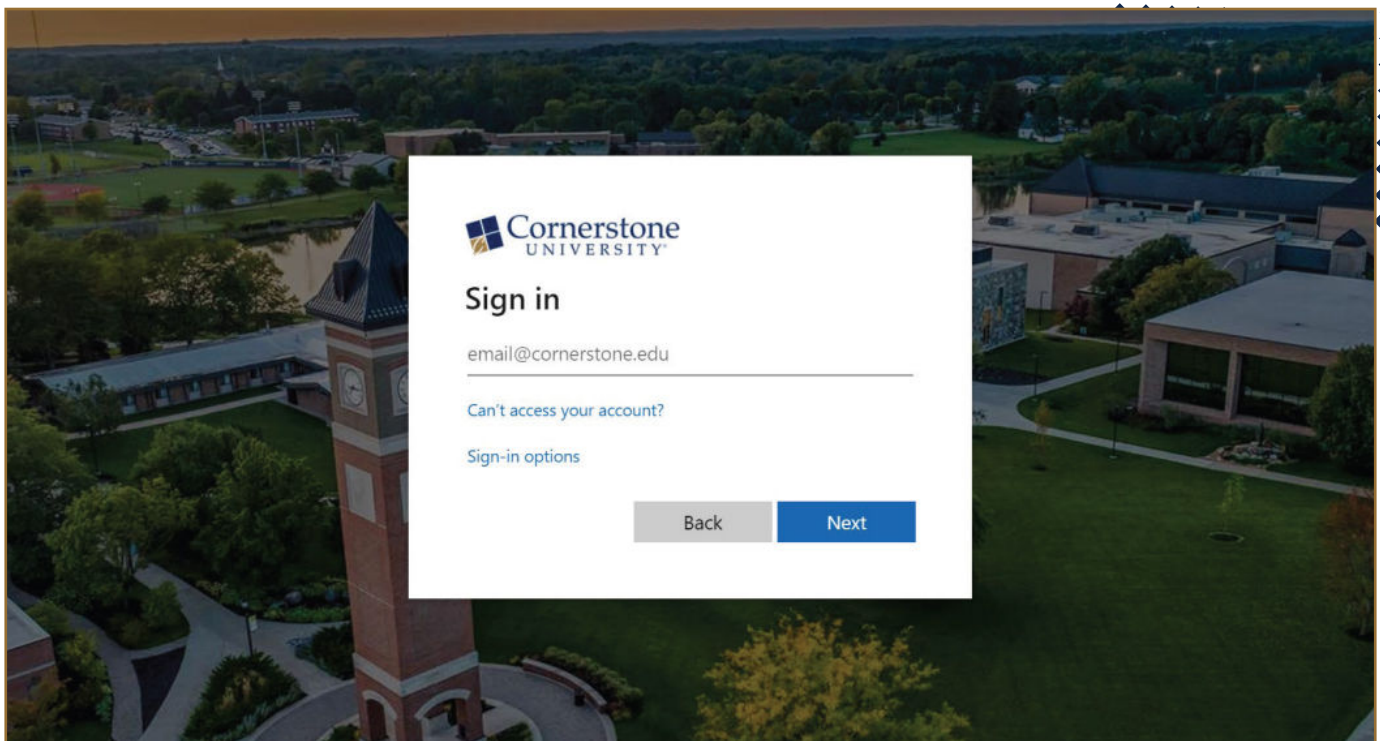 Cornerstone
UNIVERSITY
Sign in
email@cornerstone.edu
Can't access your account?
Sign-in options
Back
Next